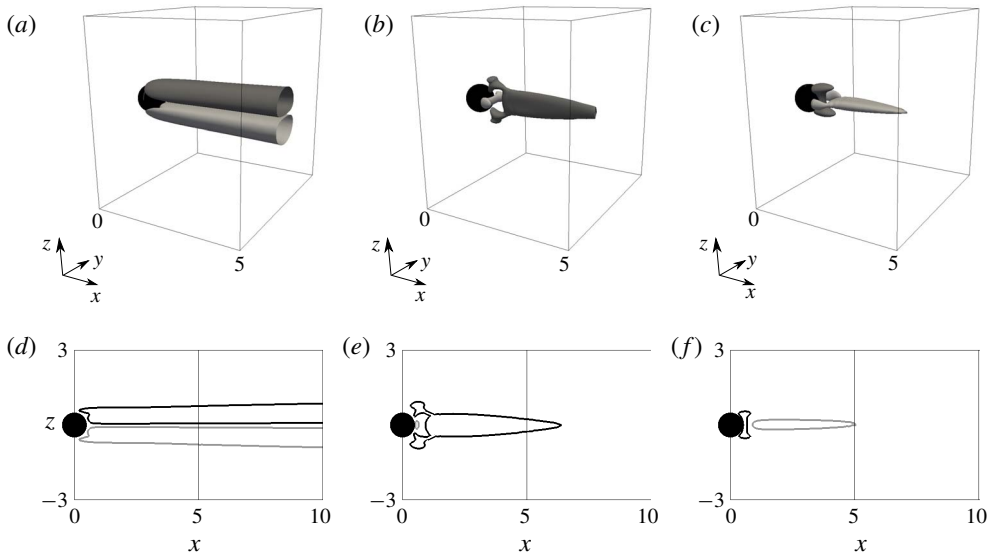 (a) (b) (c)
0 5 0 5 0 5
z y x z y x z y x
(d) (e) (f)
3 3 3
z
−3 −3 −3
0 5 10 0 5 10 0 5 10
x x x